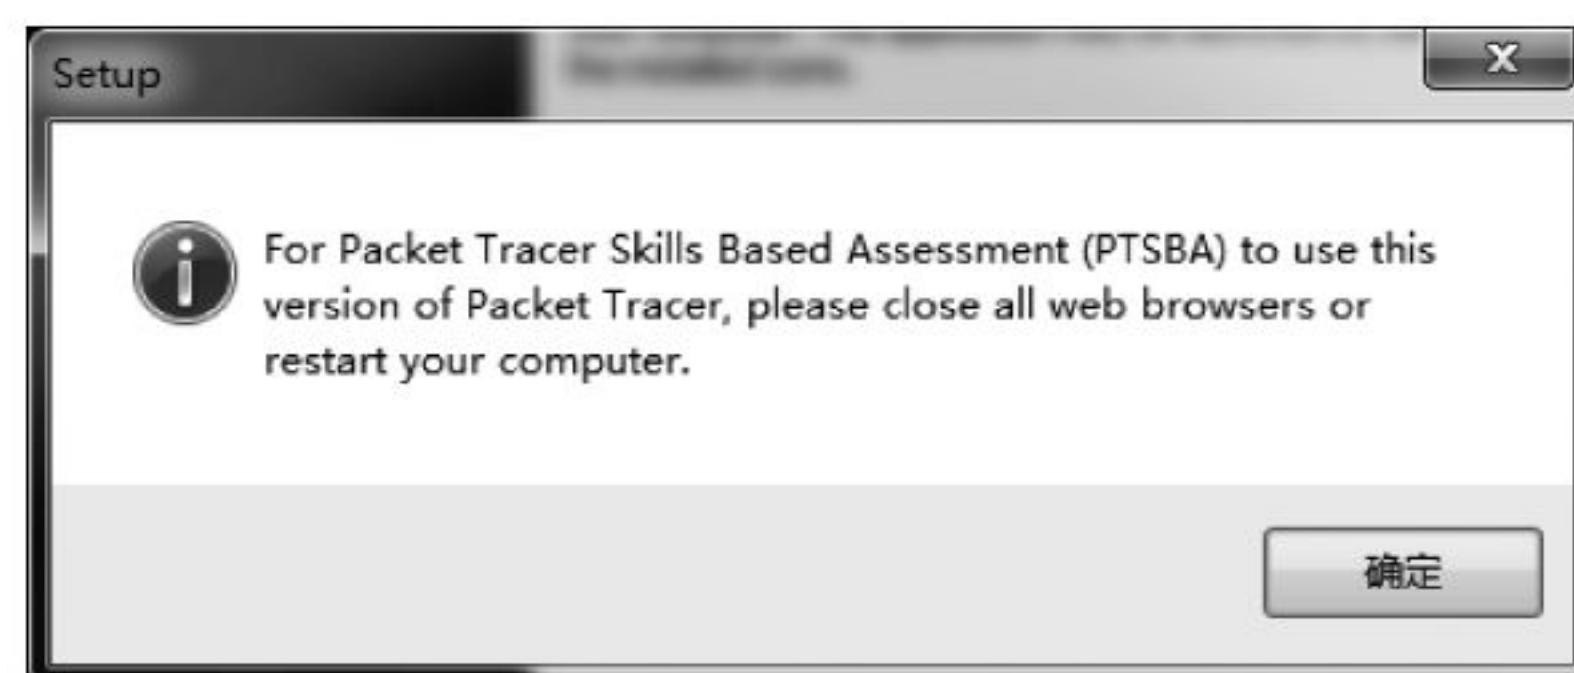 Setup
For Packet Tracer Skills Based Assessment (PTSBA) to use this
version of Packet Tracer, please close all web browsers or
restart your computer.
确定